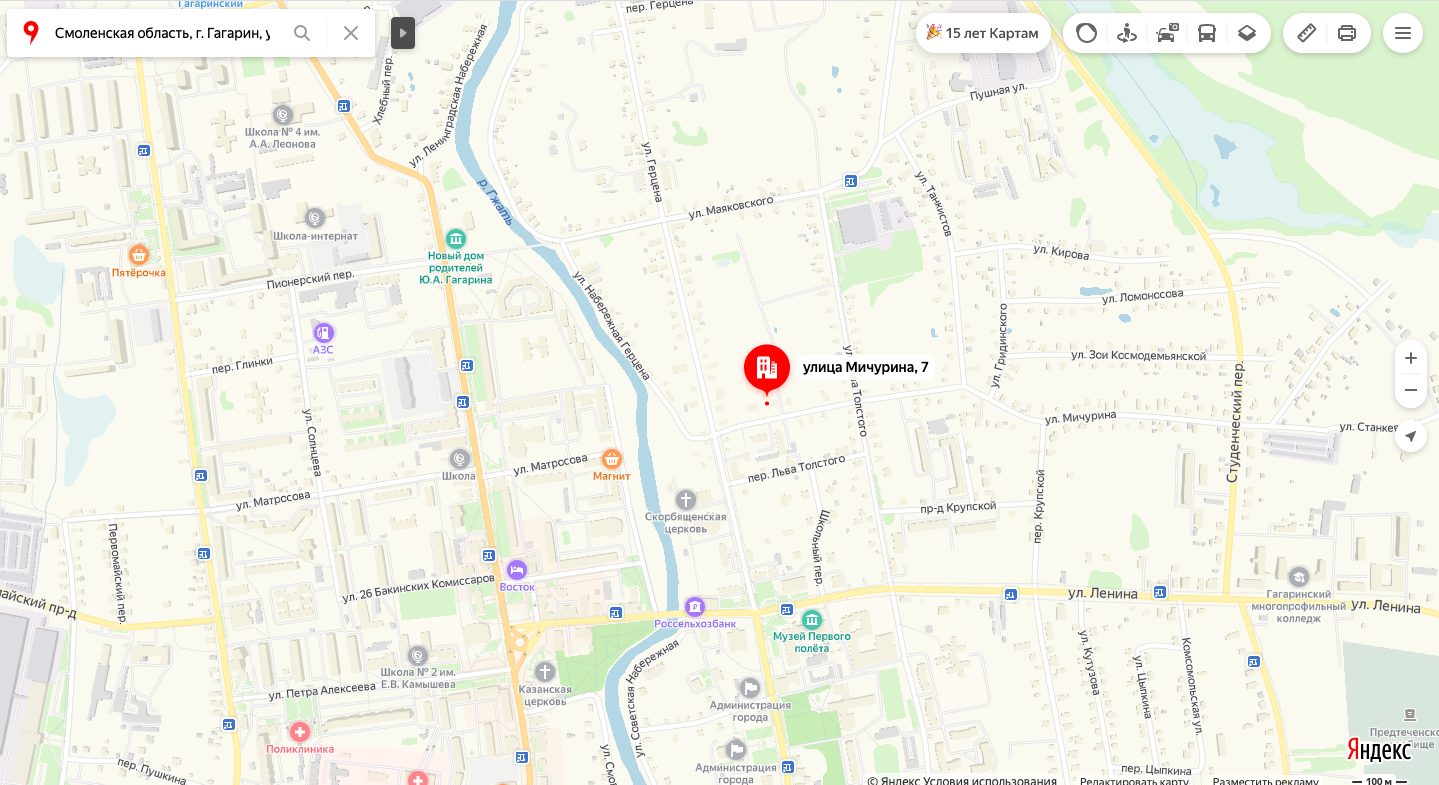 Гагаринский
пер. Герцена
Смоленская область, г. Гагарин, у
15 лет Картам
Хлебный пер.
ул. Ленинградская Набережная
Пушная ул.
Школа № 4 им.
А.А. Леонова
ул. Герцена
р. Гжать
ул. Танкистов
ул. Маяковского
Школа-интернат
Пятёрочка
Новый дом
родителей
Ю.А. Гагарина
ул. Кирова
Пионерский пер.
ул. Набережная Герцена
ул. Ломоносова
АЗС
ул. Гридинского
ул. Зои Космодемьянской
пер. Глинки
улица Мичурина, 7
Толстого
Студенческий пер.
ул. Солнцева
ул. Мичурина
ул. Станке
Школа
ул. Матросова
Магнит
пер. Льва Толстого
ул. Матросова
Скорбященская
церковь
Школьный пер.
пр-д Крупской
пер. Крупской
Первомайский пер.
ул. 26 Бакинских Комиссаров
Восток
майский пр-д
Россельхозбанк
Музей Первого
полёта
ул. Ленина
Гагаринский
многопрофильный
колледж
ул. Ленина
Школа № 2 им.
Е.В. Камышева
ул. Петра Алексеева
Казанская
церковь
ул. Советская Набережная
Администрация
города
ул. Кутузова
ул. Цыпкина
Комсомольская ул.
Поликлиника
Предтеченско
бище
Яндекс
пер. Пушкина
ул. Смо
Администрация
города
пер. Цыпкина
© Яндекс Условия использования
Редактировать карту
Разместить рекламу
100 м